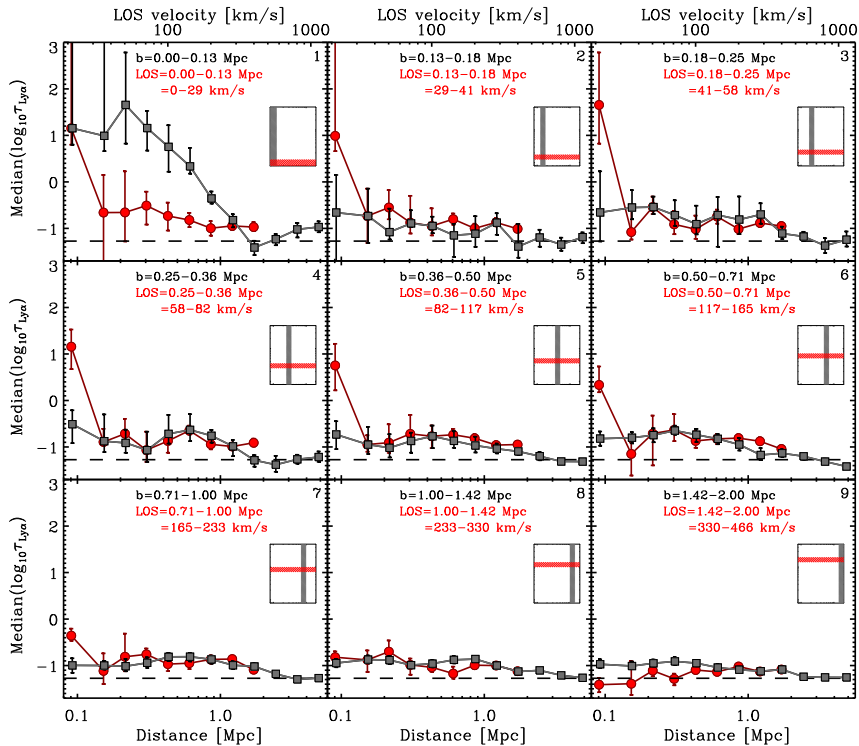 LOS velocity [km/s] LOS velocity [km/s] LOS velocity [km/s]
100 1000 100 1000 100 1000
3 b=0.00−0.13 Mpc 1 b=0.13−0.18 Mpc 2 b=0.18−0.25 Mpc 3
LOS=0.00−0.13 Mpc LOS=0.13−0.18 Mpc LOS=0.18−0.25 Mpc
=0−29 km/s =29−41 km/s =41−58 km/s
2
1
0
−1
Median(log₁₀τLyα)
3 b=0.25−0.36 Mpc 4 b=0.36−0.50 Mpc 5 b=0.50−0.71 Mpc 6
LOS=0.25−0.36 Mpc LOS=0.36−0.50 Mpc LOS=0.50−0.71 Mpc
=58−82 km/s =82−117 km/s =117−165 km/s
2
1
0
−1
Median(log₁₀τLyα)
3 b=0.71−1.00 Mpc 7 b=1.00−1.42 Mpc 8 b=1.42−2.00 Mpc 9
LOS=0.71−1.00 Mpc LOS=1.00−1.42 Mpc LOS=1.42−2.00 Mpc
=165−233 km/s =233−330 km/s =330−466 km/s
2
1
0
−1
Median(log₁₀τLyα)
0.1 1.0 0.1 1.0 0.1 1.0
Distance [Mpc] Distance [Mpc] Distance [Mpc]